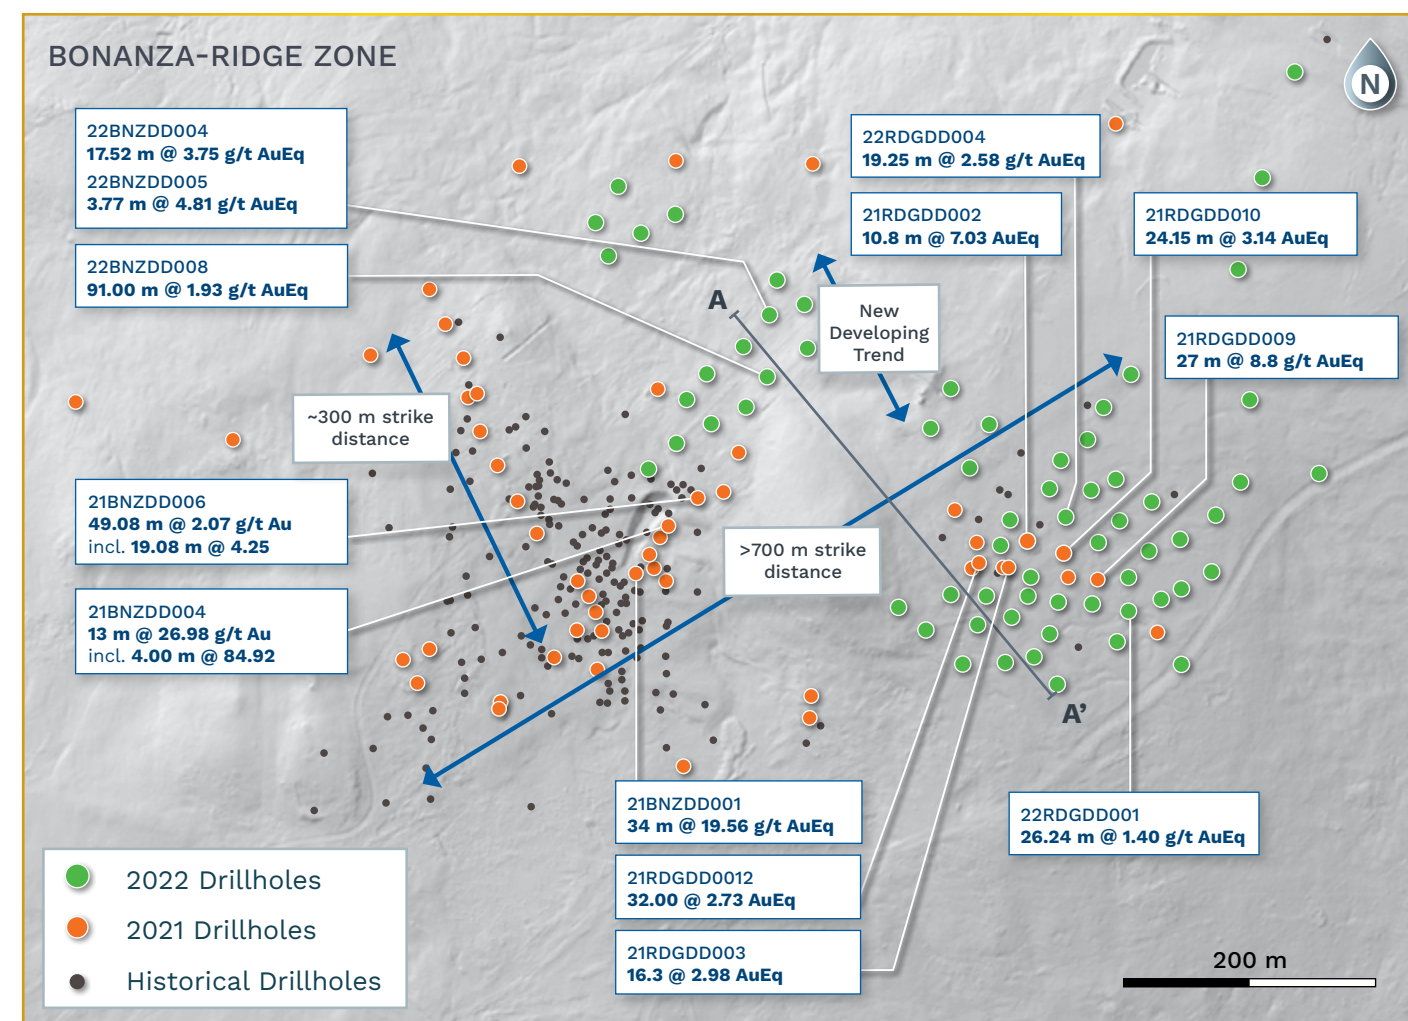 BONANZA-RIDGE ZONE
N
22BNZDD004
17.52 m @ 3.75 g/t AuEq
22BNZDD005
3.77 m @ 4.81 g/t AuEq
22BNZDD008
91.00 m @ 1.93 g/t AuEq
22RDGDD004
19.25 m @ 2.58 g/t AuEq
21RDGDD002
10.8 m @ 7.03 AuEq
21RDGDD010
24.15 m @ 3.14 AuEq
21RDGDD009
27 m @ 8.8 g/t AuEq
A
New
Developing
Trend
~300 m strike
distance
21BNZDD006
49.08 m @ 2.07 g/t Au
incl. 19.08 m @ 4.25
>700 m strike
distance
21BNZDD004
13 m @ 26.98 g/t Au
incl. 4.00 m @ 84.92
A’
21BNZDD001
34 m @ 19.56 g/t AuEq
22RDGDD001
26.24 m @ 1.40 g/t AuEq
21RDGDD0012
32.00 @ 2.73 AuEq
21RDGDD003
16.3 @ 2.98 AuEq
2022 Drillholes
2021 Drillholes
Historical Drillholes
200 m